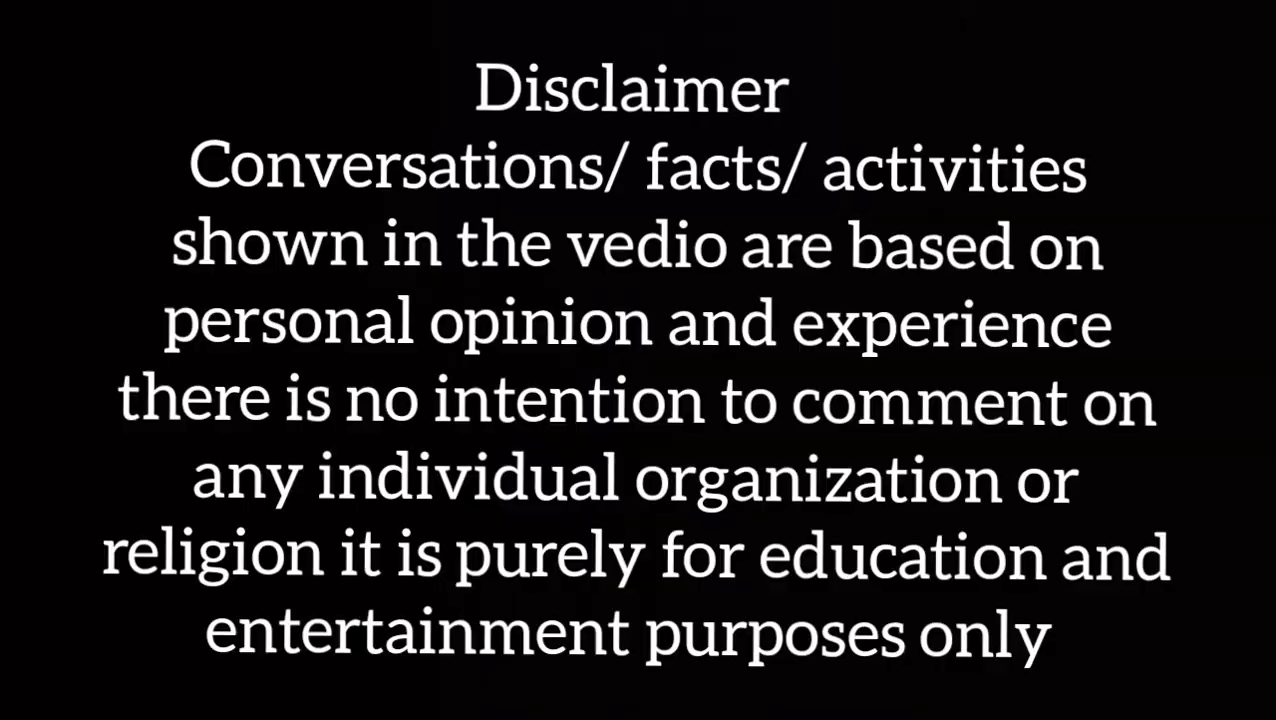 Disclaimer
Conversations/ facts/ activities
shown in the vedio are based on
personal opinion and experience
there is no intention to comment on
any individual organization or
religion it is purely for education and
entertainment purposes only